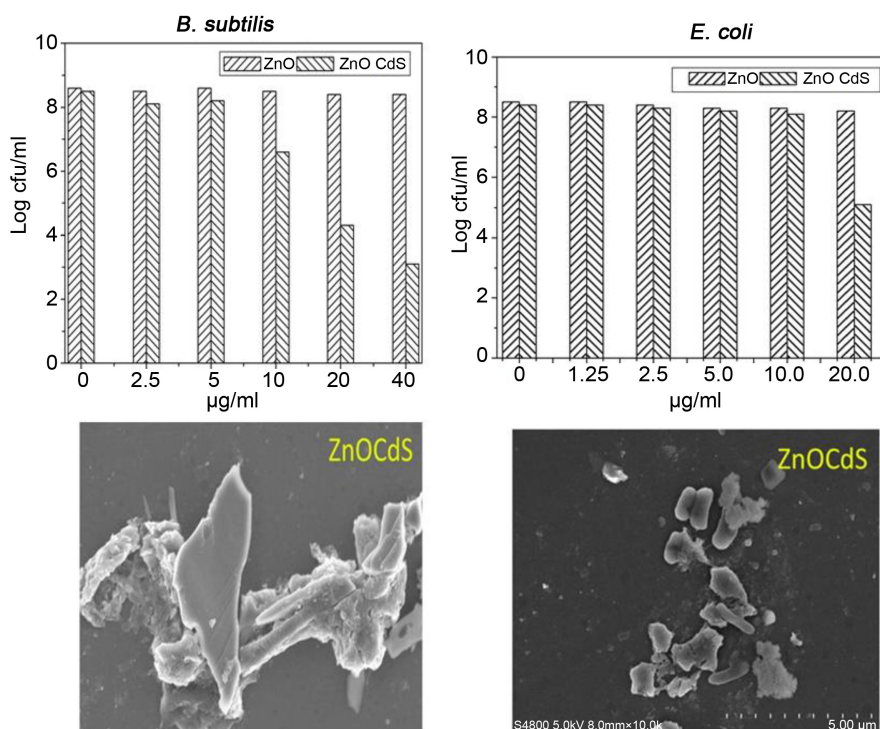 B. subtilis
10
8
6
4
2
0
Log cfu/ml
ZnO ZnO CdS
0 2.5 5 10 20 40
µg/ml
E. coli
10
8
6
4
2
0
Log cfu/ml
ZnO ZnO CdS
0 1.25 2.5 5.0 10.0 20.0
µg/ml
ZnOCdS
ZnOCdS
S4800 5.0kV 8.0mm×10.0k 5.00 µm